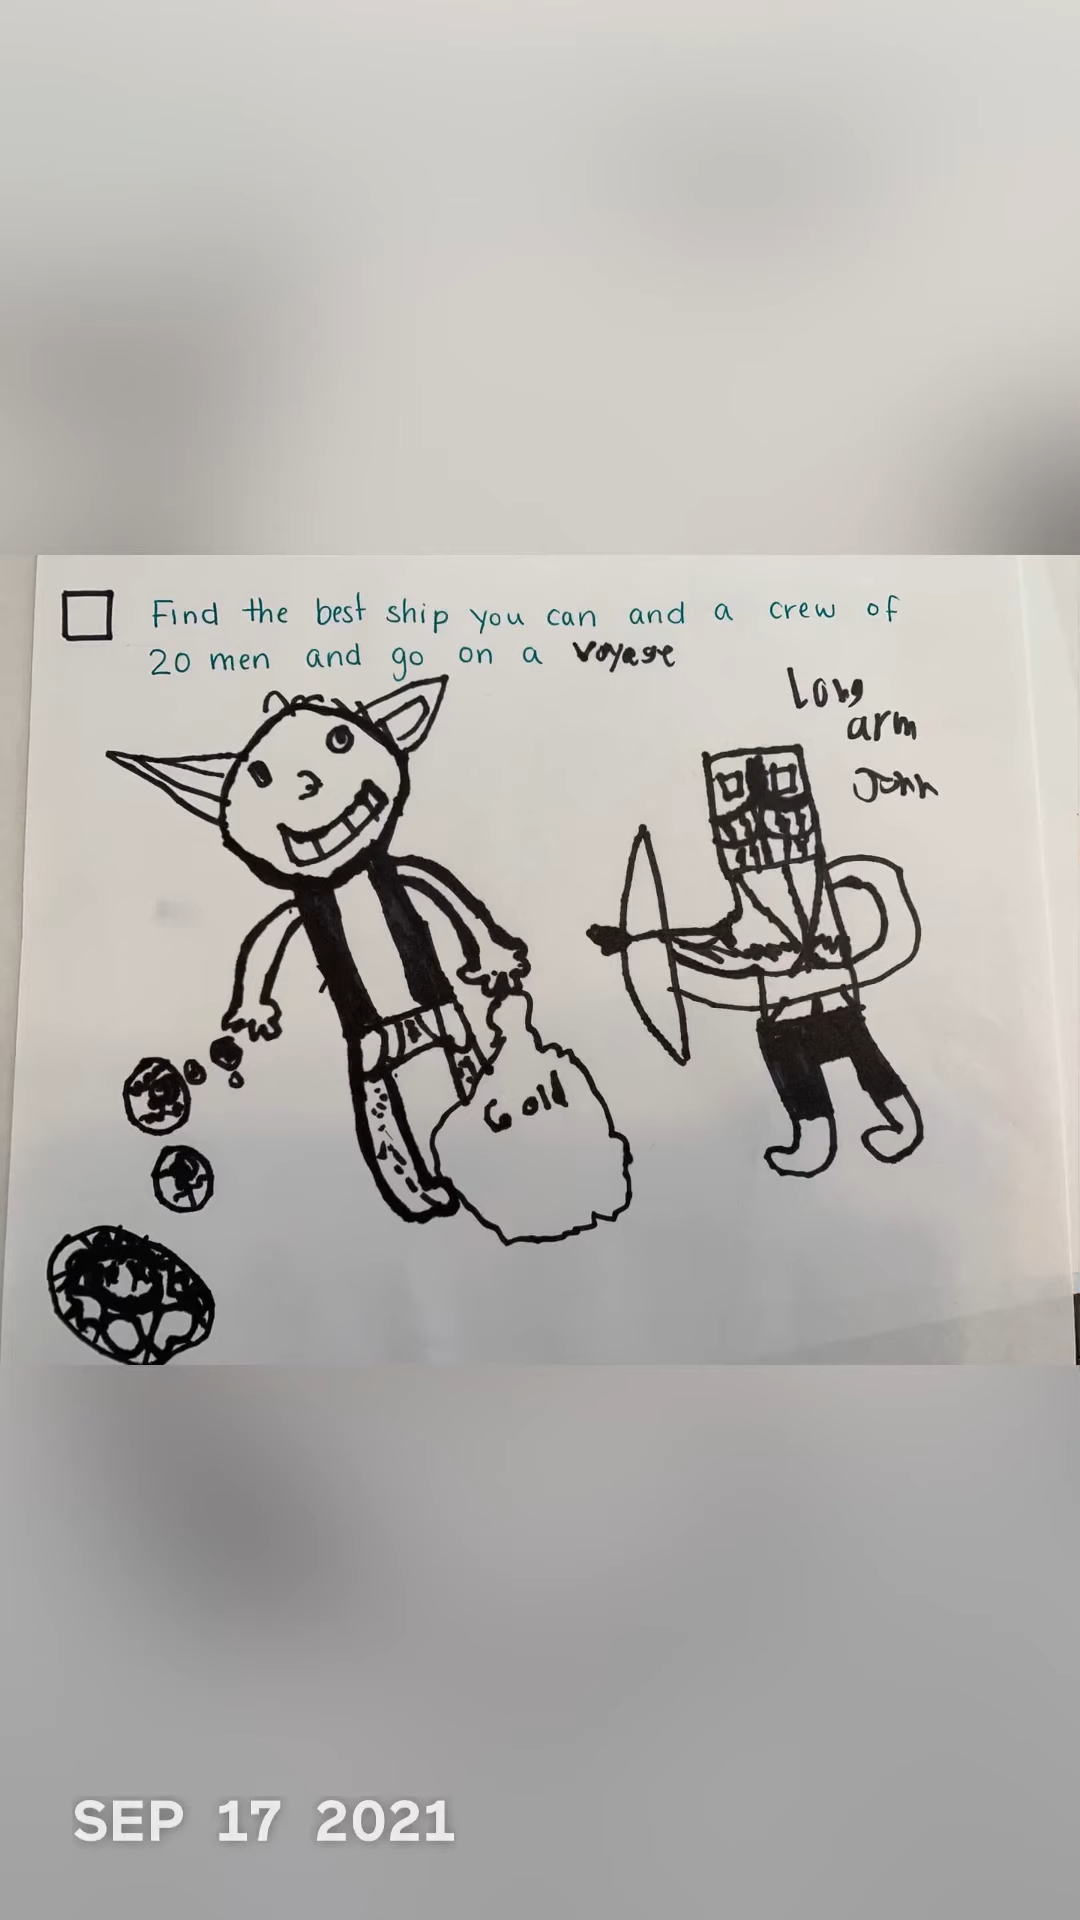 Find the best ship you can and a crew of
20 men and go on a voyage
Long
arm
John
Gold
SEP 17 2021